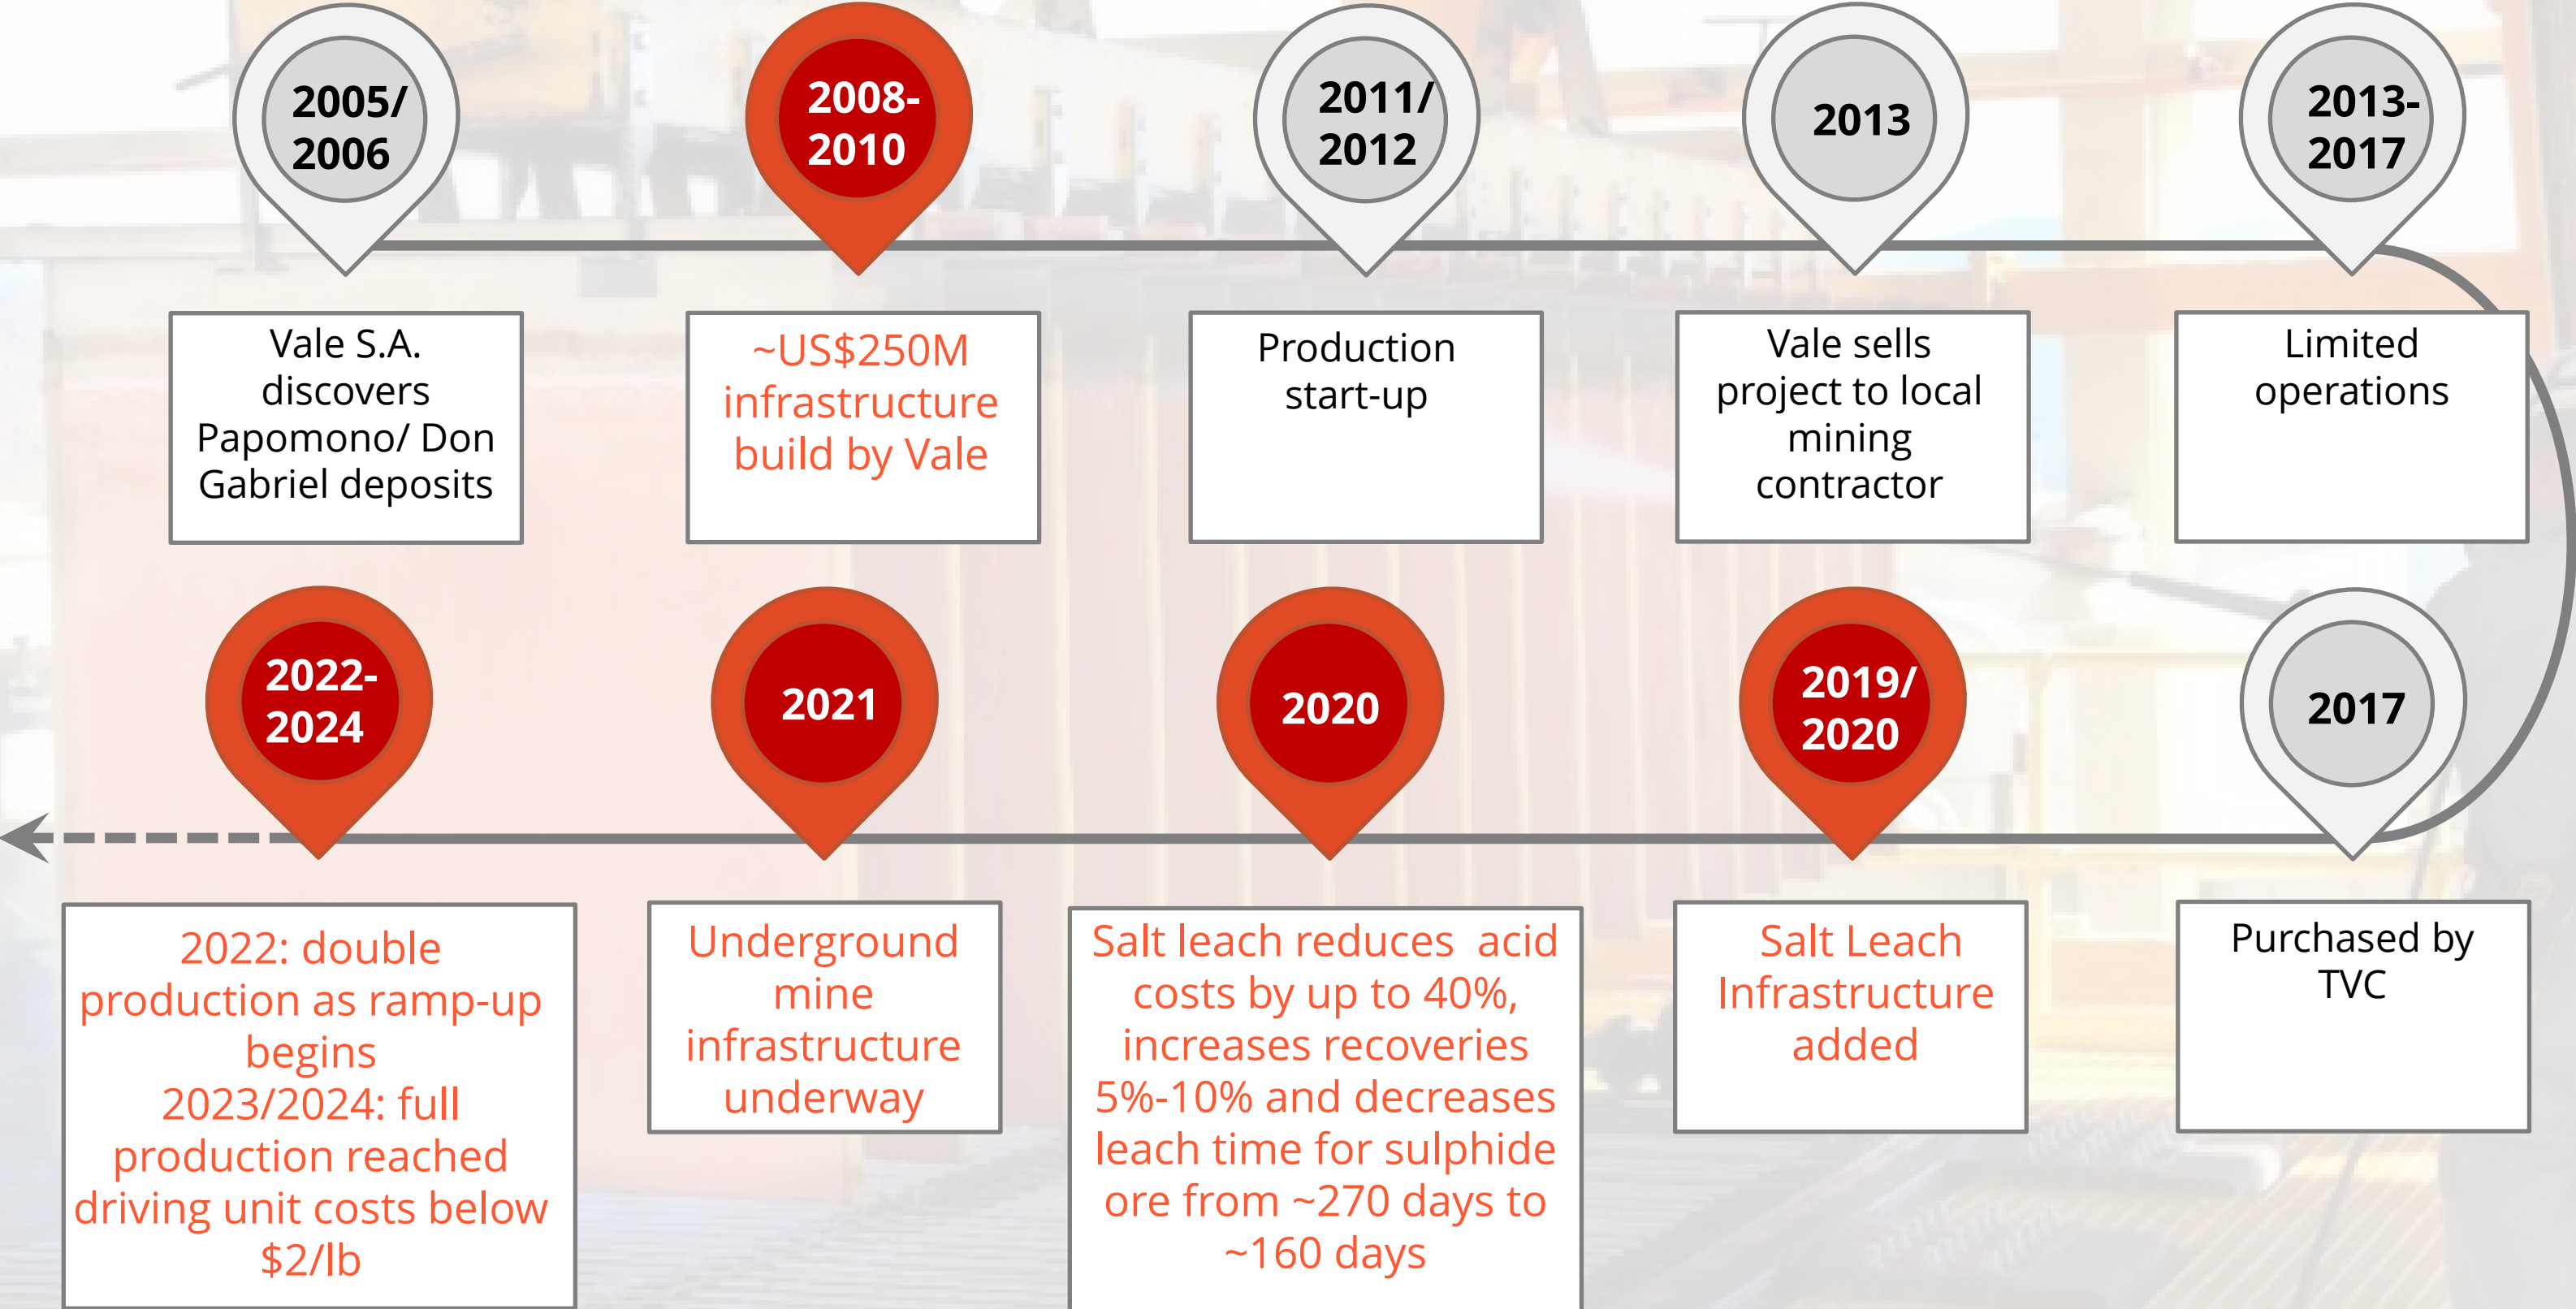 2005/
2006
2008-
2010
2011/
2012
2013
2013-
2017
Vale S.A.
discovers
Papomono/ Don
Gabriel deposits
~US$250M
infrastructure
build by Vale
Production
start-up
Vale sells
project to local
mining
contractor
Limited
operations
2022-
2024
2021
2020
2019/
2020
2017
2022: double
production as ramp-up
begins
2023/2024: full
production reached
driving unit costs below
$2/lb
Underground
mine
infrastructure
underway
Salt leach reduces  acid
costs by up to 40%,
increases recoveries
5%-10% and decreases
leach time for sulphide
ore from ~270 days to
~160 days
Salt Leach
Infrastructure
added
Purchased by
TVC